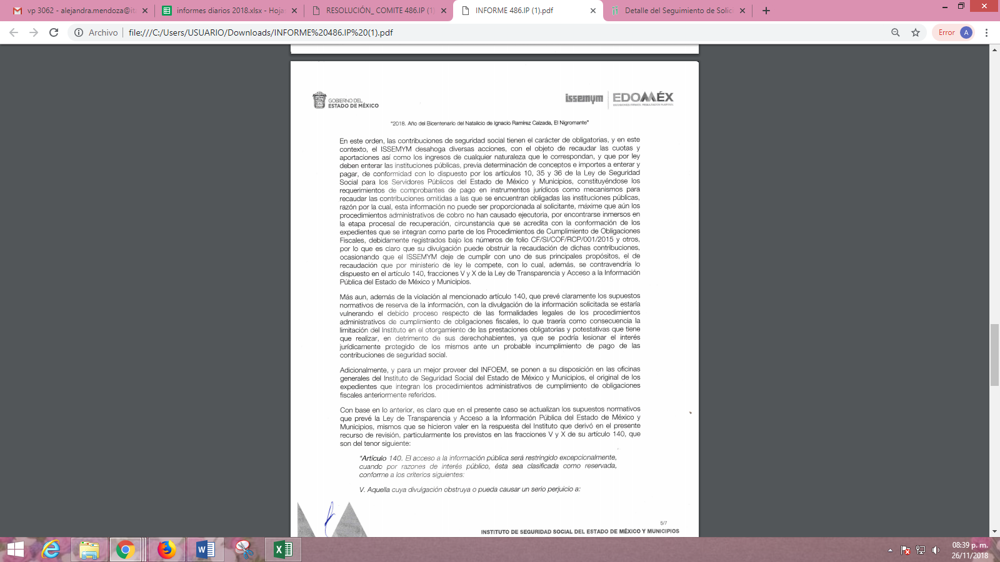 vp 3062 - alejandra.mendoza@it
informes diarios 2018.xlsx - Hoja
RESOLUCIÓN_ COMITE 486.IP (1)
INFORME 486.IP (1).pdf
Detalle del Seguimiento de Solic
Archivo
file:///C:/Users/USUARIO/Downloads/INFORME%20486.IP%20(1).pdf
Error
A
GOBIERNO DEL
ESTADO DE MÉXICO
issemym
EDOMÉX
DECISIONES FIRMES, RESULTADOS FUERTES.
"2018. Año del Bicentenario del Natalicio de Ignacio Ramírez Calzada, El Nigromante"
En este orden, las contribuciones de seguridad social tienen el carácter de obligatorias, y en este
contexto, el ISSEMYM desahoga diversas acciones, con el objeto de recaudar las cuotas y
aportaciones así como los ingresos de cualquier naturaleza que le correspondan, y que por ley
deben enterar las instituciones públicas, previa determinación de conceptos e importes a enterar y
pagar, de conformidad con lo dispuesto por los artículos 10, 35 y 36 de la Ley de Seguridad
Social para los Servidores Públicos del Estado de México y Municipios, constituyéndose los
requerimientos de comprobantes de pago en instrumentos jurídicos como mecanismos para
recaudar las contribuciones omitidas a las que se encuentran obligadas las instituciones públicas,
razón por la cual, esta información no puede ser proporcionada al solicitante, máxime que aún los
procedimientos administrativos de cobro no han causado ejecutoria, por encontrarse inmersos en
la etapa procesal de recuperación, circunstancia que se acredita con la conformación de los
expedientes que se integran como parte de los Procedimientos de Cumplimiento de Obligaciones
Fiscales, debidamente registrados bajo los números de folio CF/SI/COF/RCP/001/2015 y otros,
por lo que es claro que su divulgación puede obstruir la recaudación de dichas contribuciones,
ocasionando que el ISSEMYM deje de cumplir con uno de sus principales propósitos, el de
recaudación que por ministerio de ley le compete, con lo cual, además, se contravendría lo
dispuesto en el artículo 140, fracciones V y X de la Ley de Transparencia y Acceso a la Información
Pública del Estado de México y Municipios.
Más aun, además de la violación al mencionado artículo 140, que prevé claramente los supuestos
normativos de reserva de la información, con la divulgación de la información solicitada se estaría
vulnerando el debido proceso respecto de las formalidades legales de los procedimientos
administrativos de cumplimiento de obligaciones fiscales, lo que traería como consecuencia la
limitación del Instituto en el otorgamiento de las prestaciones obligatorias y potestativas que tiene
que realizar, en detrimento de sus derechohabientes, ya que se podría lesionar el interés
jurídicamente protegido de los mismos ante un probable incumplimiento de pago de las
contribuciones de seguridad social.
Adicionalmente, y para un mejor proveer del INFOEM, se ponen a su disposición en las oficinas
generales del Instituto de Seguridad Social del Estado de México y Municipios, el original de los
expedientes que integran los procedimientos administrativos de cumplimiento de obligaciones
fiscales anteriormente referidos.
Con base en lo anterior, es claro que en el presente caso se actualizan los supuestos normativos
que prevé la Ley de Transparencia y Acceso a la Información Pública del Estado de México y
Municipios, mismos que se hicieron valer en la respuesta del Instituto que derivó en el presente
recurso de revisión, particularmente los previstos en las fracciones V y X de su artículo 140, que
son del tenor siguiente:
"Artículo 140. El acceso a la información pública será restringido excepcionalmente,
cuando por razones de interés público, ésta sea clasificada como reservada,
conforme a los criterios siguientes:
V. Aquella cuya divulgación obstruya o pueda causar un serio perjuicio a:
5/7
INSTITUTO DE SEGURIDAD SOCIAL DEL ESTADO DE MÉXICO Y MUNICIPIOS
08:39 p. m.
26/11/2018